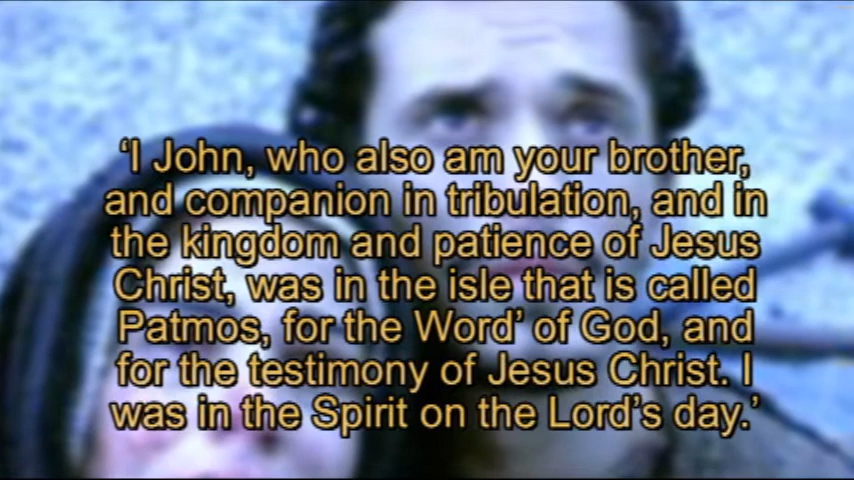 ‘I John, who also am your brother,
and companion in tribulation, and in
the kingdom and patience of Jesus
Christ, was in the isle that is called
Patmos, for the Word’ of God, and
for the testimony of Jesus Christ. I
was in the Spirit on the Lord’s day.’